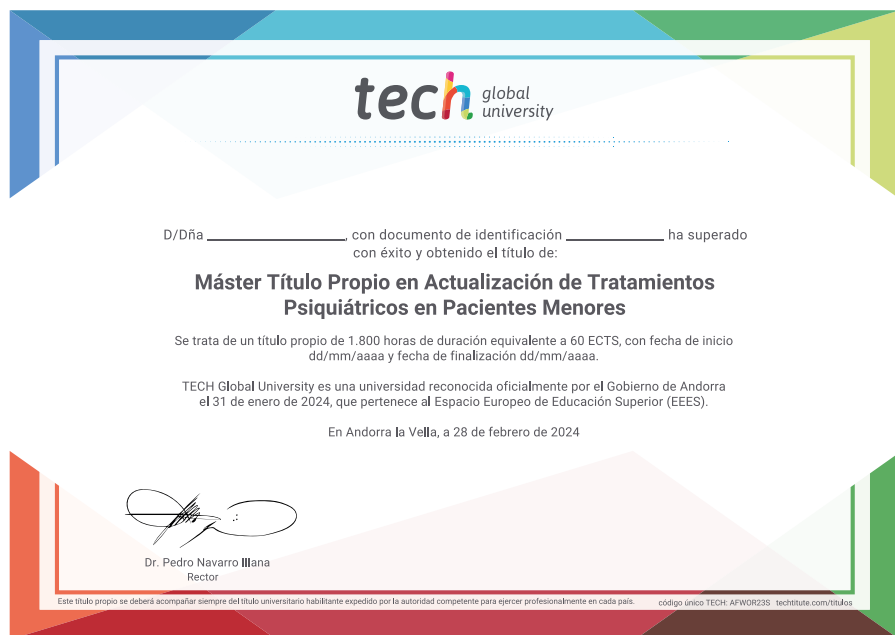 tech global
university
D/Dña ____________________, con documento de identificación ______________ ha superado
con éxito y obtenido el título de:
Máster Título Propio en Actualización de Tratamientos
Psiquiátricos en Pacientes Menores
Se trata de un título propio de 1.800 horas de duración equivalente a 60 ECTS, con fecha de inicio
dd/mm/aaaa y fecha de finalización dd/mm/aaaa.
TECH Global University es una universidad reconocida oficialmente por el Gobierno de Andorra
el 31 de enero de 2024, que pertenece al Espacio Europeo de Educación Superior (EEES).
En Andorra la Vella, a 28 de febrero de 2024
Dr. Pedro Navarro Illana
Rector
Este título propio se deberá acompañar siempre del título universitario habilitante expedido por la autoridad competente para ejercer profesionalmente en cada país. código único TECH: AFWOR23S techtitute.com/titulos